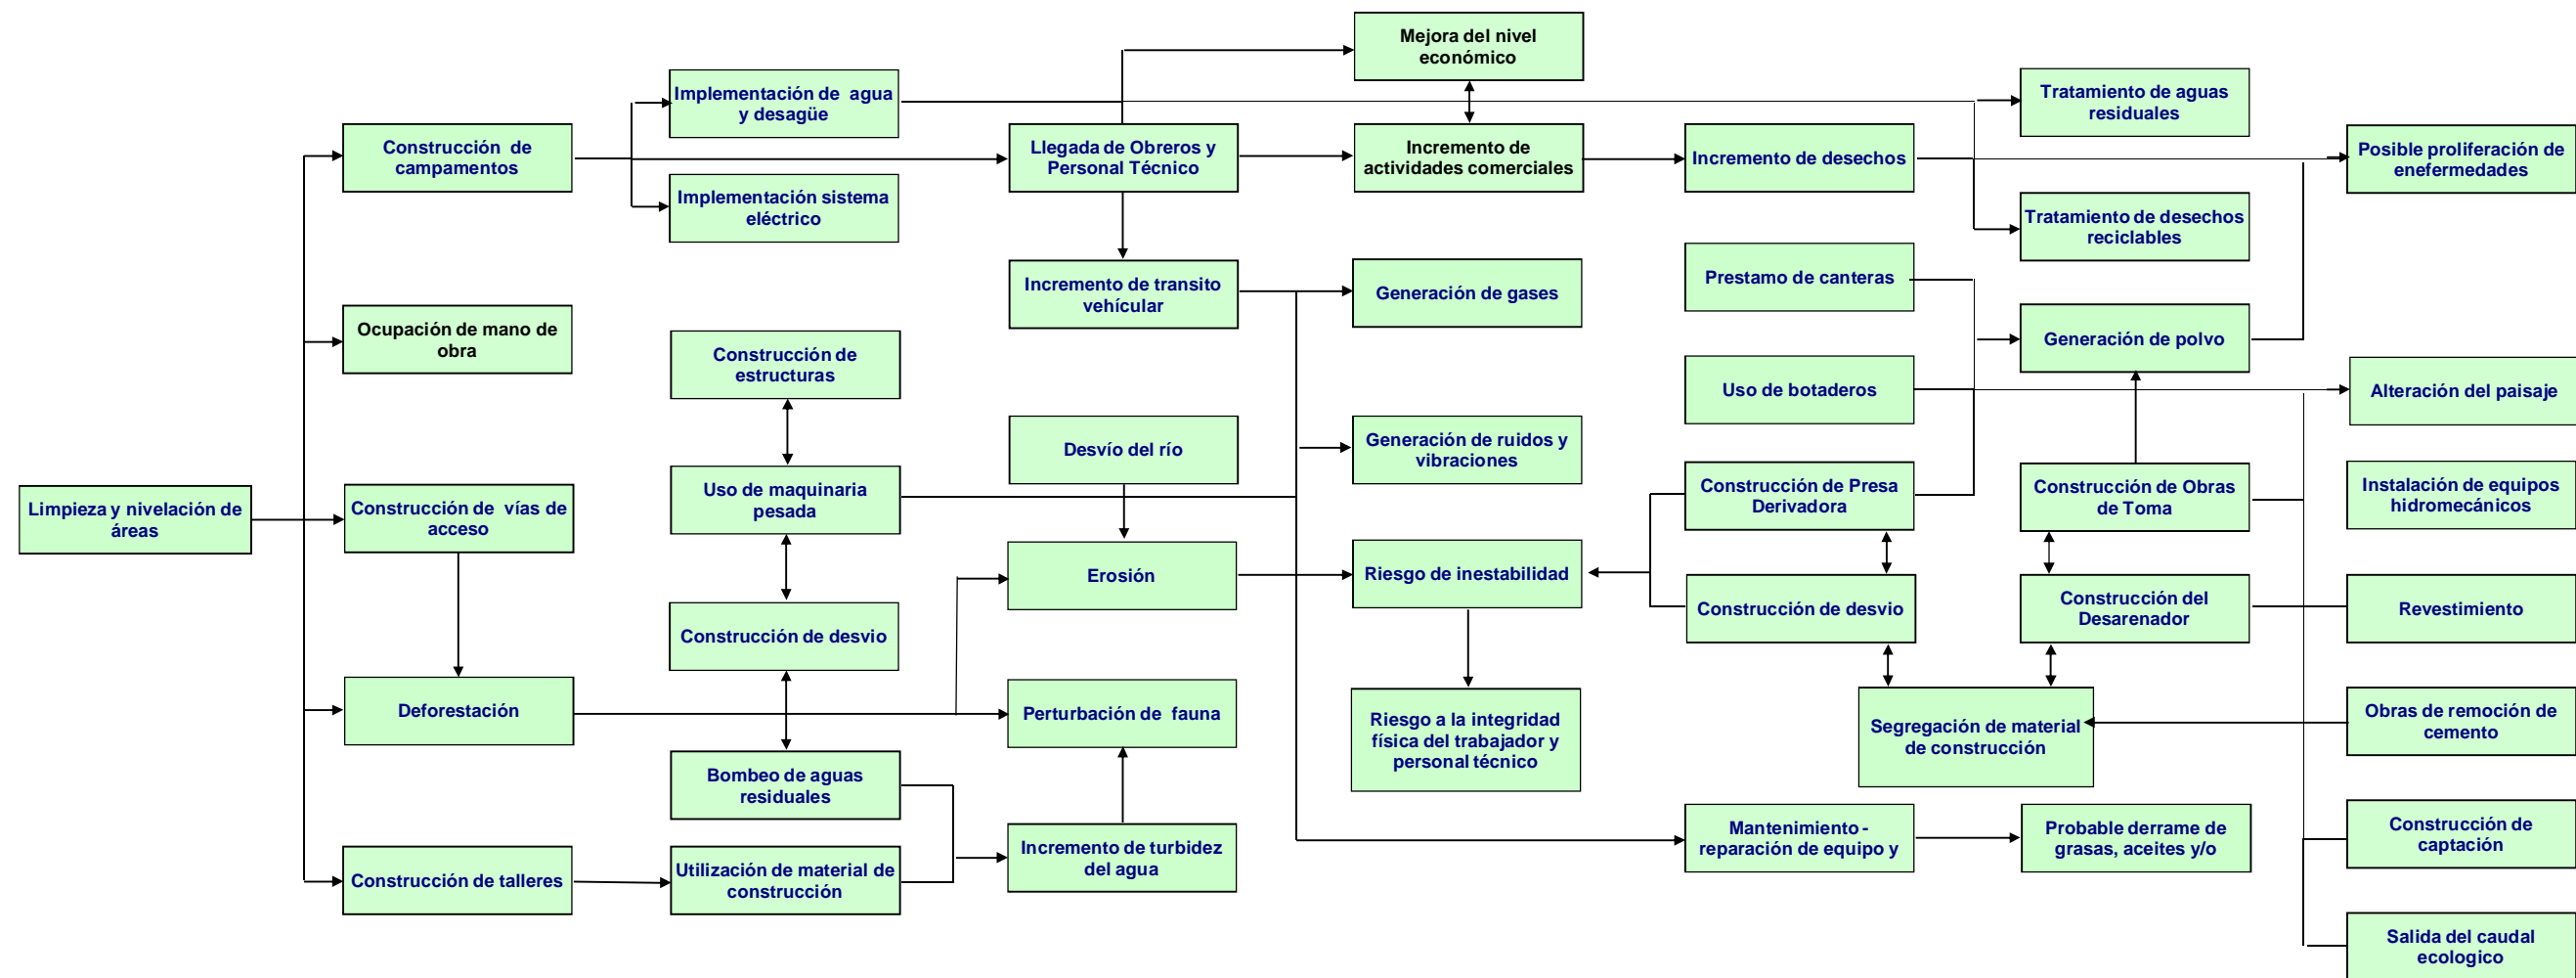 Mejora del nivel
económico
Implementación de agua
y desagüe
Tratamiento de aguas
residuales
Construcción de
campamentos
Llegada de Obreros y
Personal Técnico
Incremento de
actividades comerciales
Incremento de desechos
Posible proliferación de
enefermedades
Implementación sistema
eléctrico
Tratamiento de desechos
reciclables
Incremento de transito
vehícular
Generación de gases
Prestamo de canteras
Ocupación de mano de
obra
Construcción de
estructuras
Generación de polvo
Uso de botaderos
Alteración del paisaje
Desvío del río
Generación de ruidos y
vibraciones
Limpieza y nivelación de
áreas
Construcción de vías de
acceso
Uso de maquinaria
pesada
Construcción de Presa
Derivadora
Construcción de Obras
de Toma
Instalación de equipos
hidromecánicos
Erosión
Riesgo de inestabilidad
Construcción de desvio
Construcción de desvio
Construcción del
Desarenador
Revestimiento
Deforestación
Perturbación de fauna
Riesgo a la integridad
física del trabajador y
personal técnico
Segregación de material
de construcción
Obras de remoción de
cemento
Bombeo de aguas
residuales
Incremento de turbidez
del agua
Mantenimiento -
reparación de equipo y
Probable derrame de
grasas, aceites y/o
Construcción de
captación
Construcción de talleres
Utilización de material de
construcción
Salida del caudal
ecologico